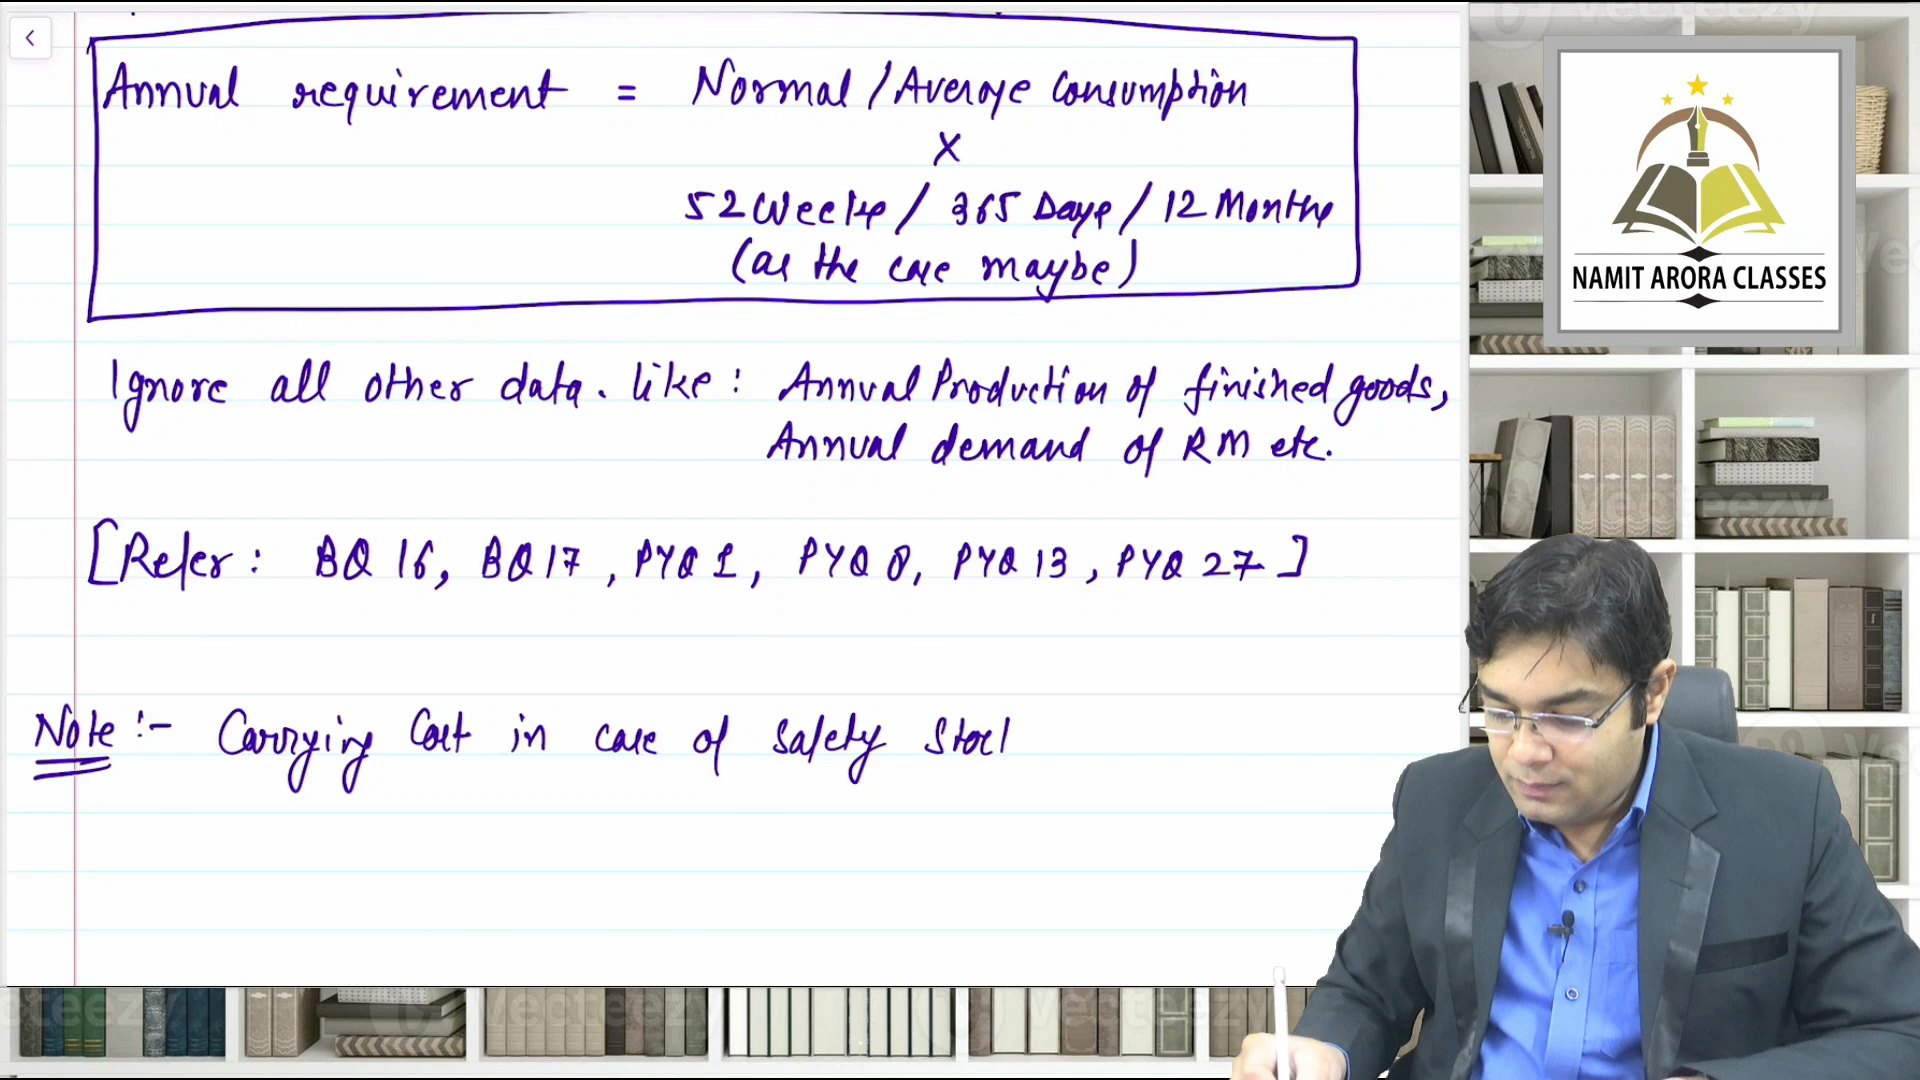 Annual requirement = Normal / Average Consumption
X
52 Weeks / 365 Days / 12 Months
(as the case maybe)
Ignore all other data. like : Annual Production of finished goods,
Annual demand of RM etc.
[Refer : BQ 16, BQ 17, PYQ 1, PYQ 8, PYQ 13, PYQ 27]
Note :- Carrying Cost in case of Safety Stoc
NAMIT ARORA CLASSES
Vecteezy